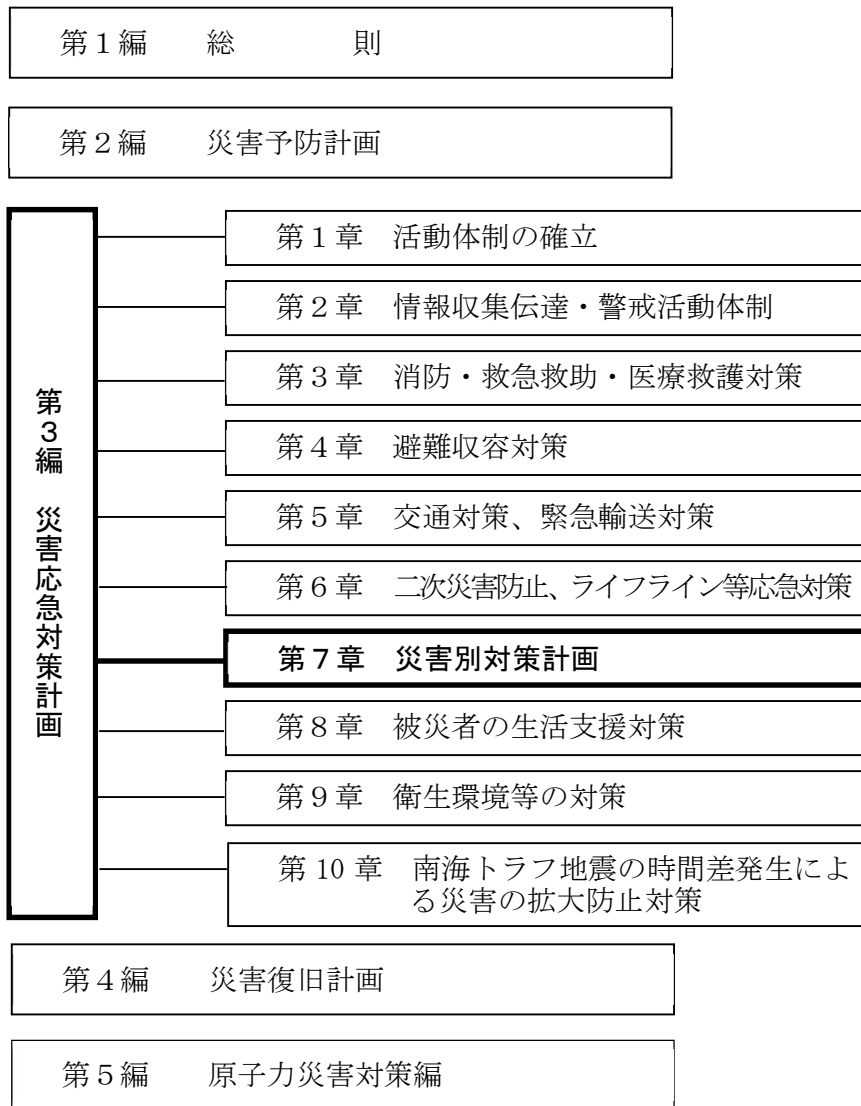 第１編　総　則
第２編　災害予防計画
第３編　災害応急対策計画
第１章　活動体制の確立
第２章　情報収集伝達・警戒活動体制
第３章　消防・救急救助・医療救護対策
第４章　避難収容対策
第５章　交通対策、緊急輸送対策
第６章　二次災害防止、ライフライン等応急対策
第７章　災害別対策計画
第８章　被災者の生活支援対策
第９章　衛生環境等の対策
第 10 章　南海トラフ地震の時間差発生によ
る災害の拡大防止対策
第４編　災害復旧計画
第５編　原子力災害対策編